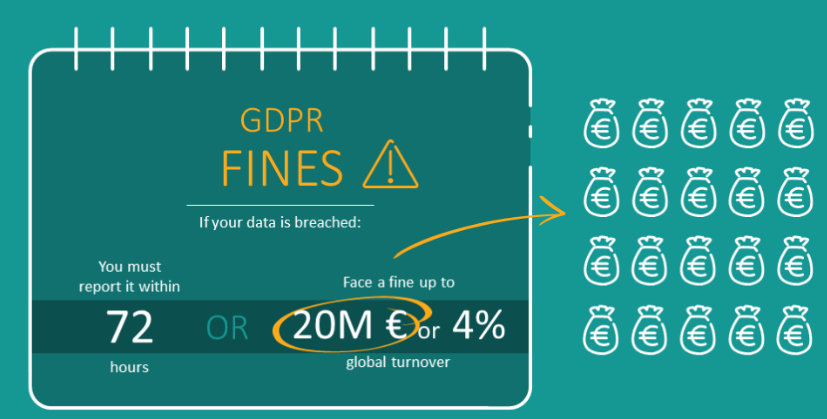 GDPR
FINES
If your data is breached:
You must
report it within
72
hours
OR
Face a fine up to
20M € or 4%
global turnover
€ € € € €
€ € € € €
€ € € € €
€ € € € €